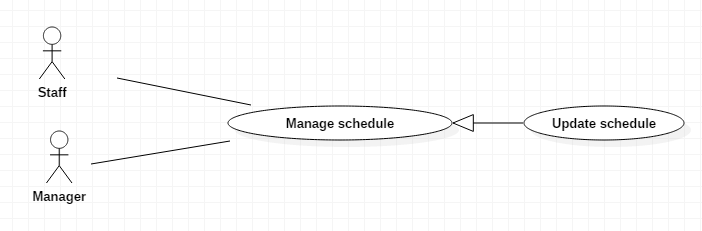 Staff
Manage schedule
Update schedule
Manager